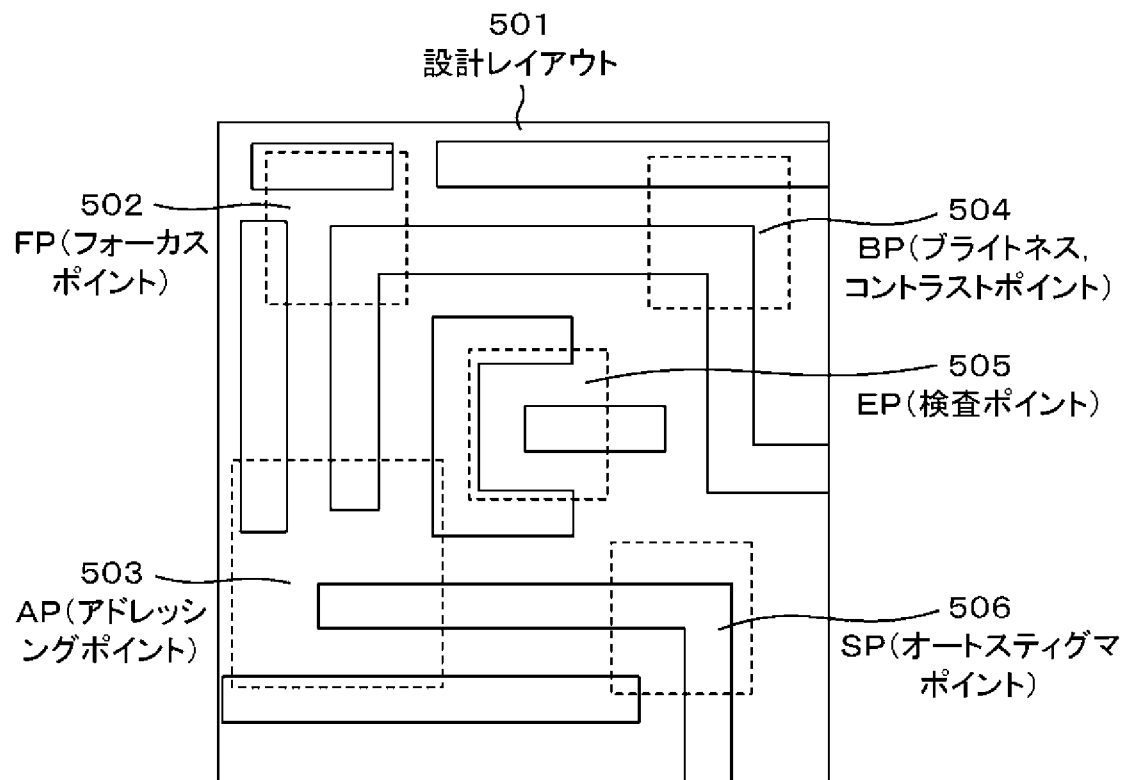 501
設計レイアウト
502
FP(フォーカス
ポイント)
504
BP(ブライトネス,
コントラストポイント)
505
EP(検査ポイント)
503
AP(アドレッシ
ングポイント)
506
SP(オートスティグマ
ポイント)